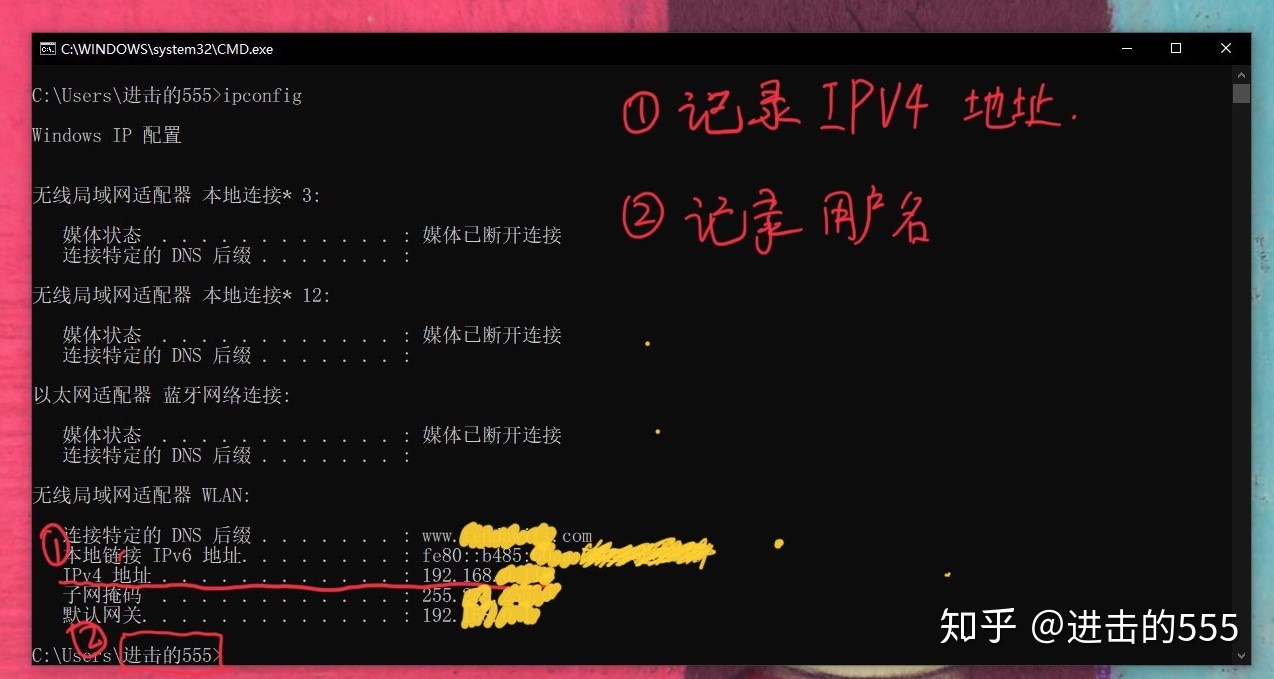 C:\WINDOWS\system32\CMD.exe
C:\Users\进击的555>ipconfig
① 记录 IPV4 地址.
Windows IP 配置
无线局域网适配器 本地连接* 3:
② 记录 用户名
媒体状态 . . . . . . . . . . . . : 媒体已断开连接
连接特定的 DNS 后缀 . . . . . . . :
无线局域网适配器 本地连接* 12:
媒体状态 . . . . . . . . . . . . : 媒体已断开连接
连接特定的 DNS 后缀 . . . . . . . :
以太网适配器 蓝牙网络连接:
媒体状态 . . . . . . . . . . . . : 媒体已断开连接
连接特定的 DNS 后缀 . . . . . . . :
无线局域网适配器 WLAN:
连接特定的 DNS 后缀 . . . . . . . : www. .com
① 本地链接 IPv6 地址. . . . . . . . : fe80::b485:
IPv4 地址 . . . . . . . . . . . . : 192.168.
子网掩码 . . . . . . . . . . . . : 255.
默认网关. . . . . . . . . . . . . : 192.
②
C:\Users\进击的555>
知乎 @进击的555